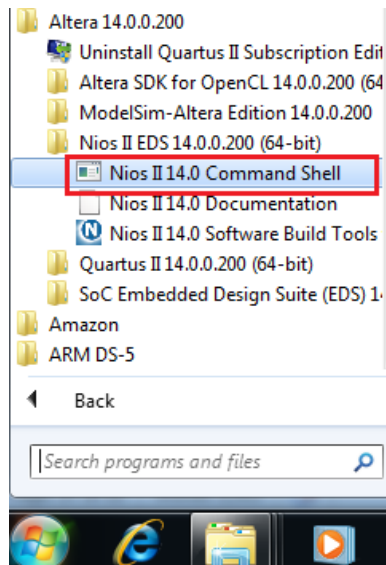 Altera 14.0.0.200
Uninstall Quartus II Subscription Edit
Altera SDK for OpenCL 14.0.0.200 (64
ModelSim-Altera Edition 14.0.0.200
Nios II EDS 14.0.0.200 (64-bit)
Nios II 14.0 Command Shell
Nios II 14.0 Documentation
Nios II 14.0 Software Build Tools
Quartus II 14.0.0.200 (64-bit)
SoC Embedded Design Suite (EDS) 14
Amazon
ARM DS-5
Back
Search programs and files